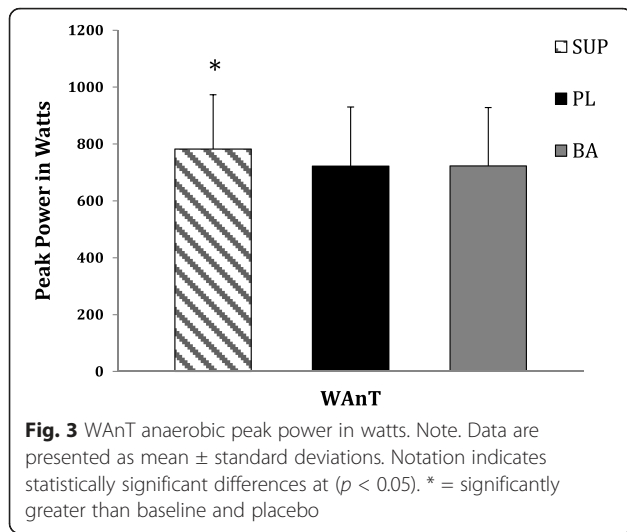 1200
1000
800
600
400
200
0
Peak Power in Watts
*
SUP
PL
BA
WAnT
Fig. 3 WAnT anaerobic peak power in watts. Note. Data are
presented as mean ± standard deviations. Notation indicates
statistically significant differences at (p < 0.05). * = significantly
greater than baseline and placebo